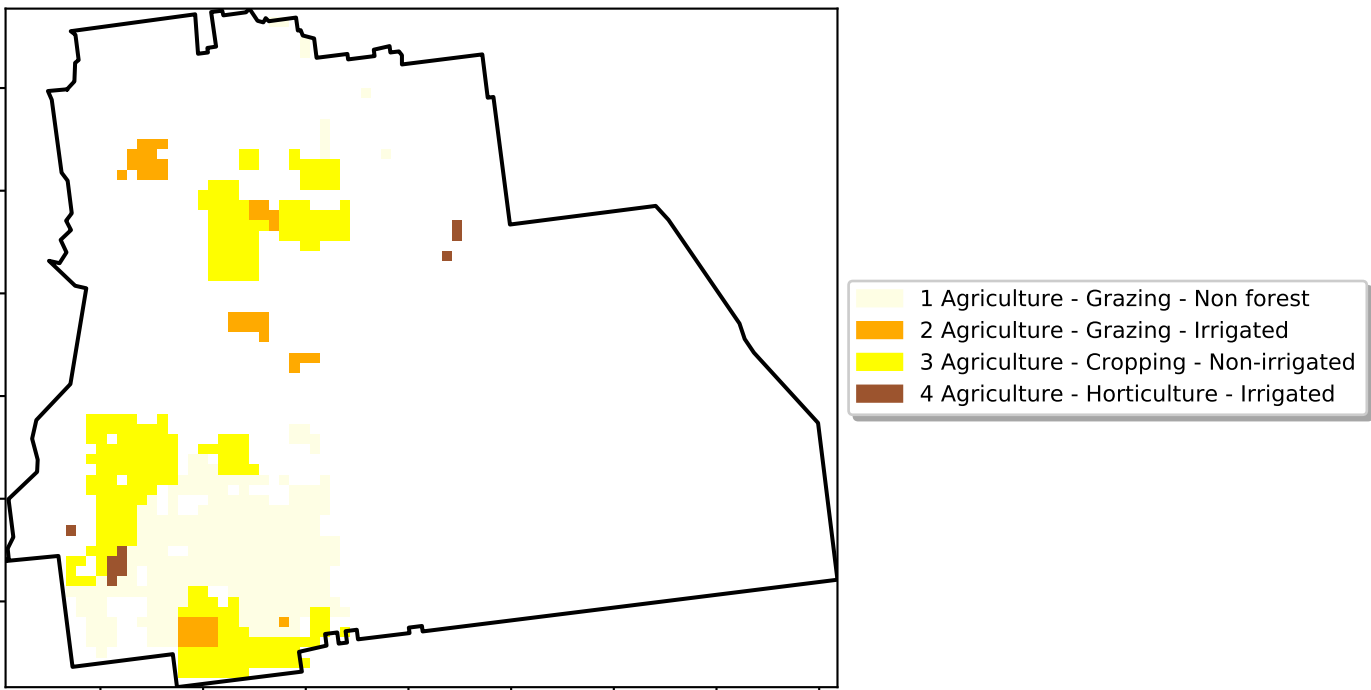 1 Agriculture - Grazing - Non forest
2 Agriculture - Grazing - Irrigated
3 Agriculture - Cropping - Non-irrigated
4 Agriculture - Horticulture - Irrigated